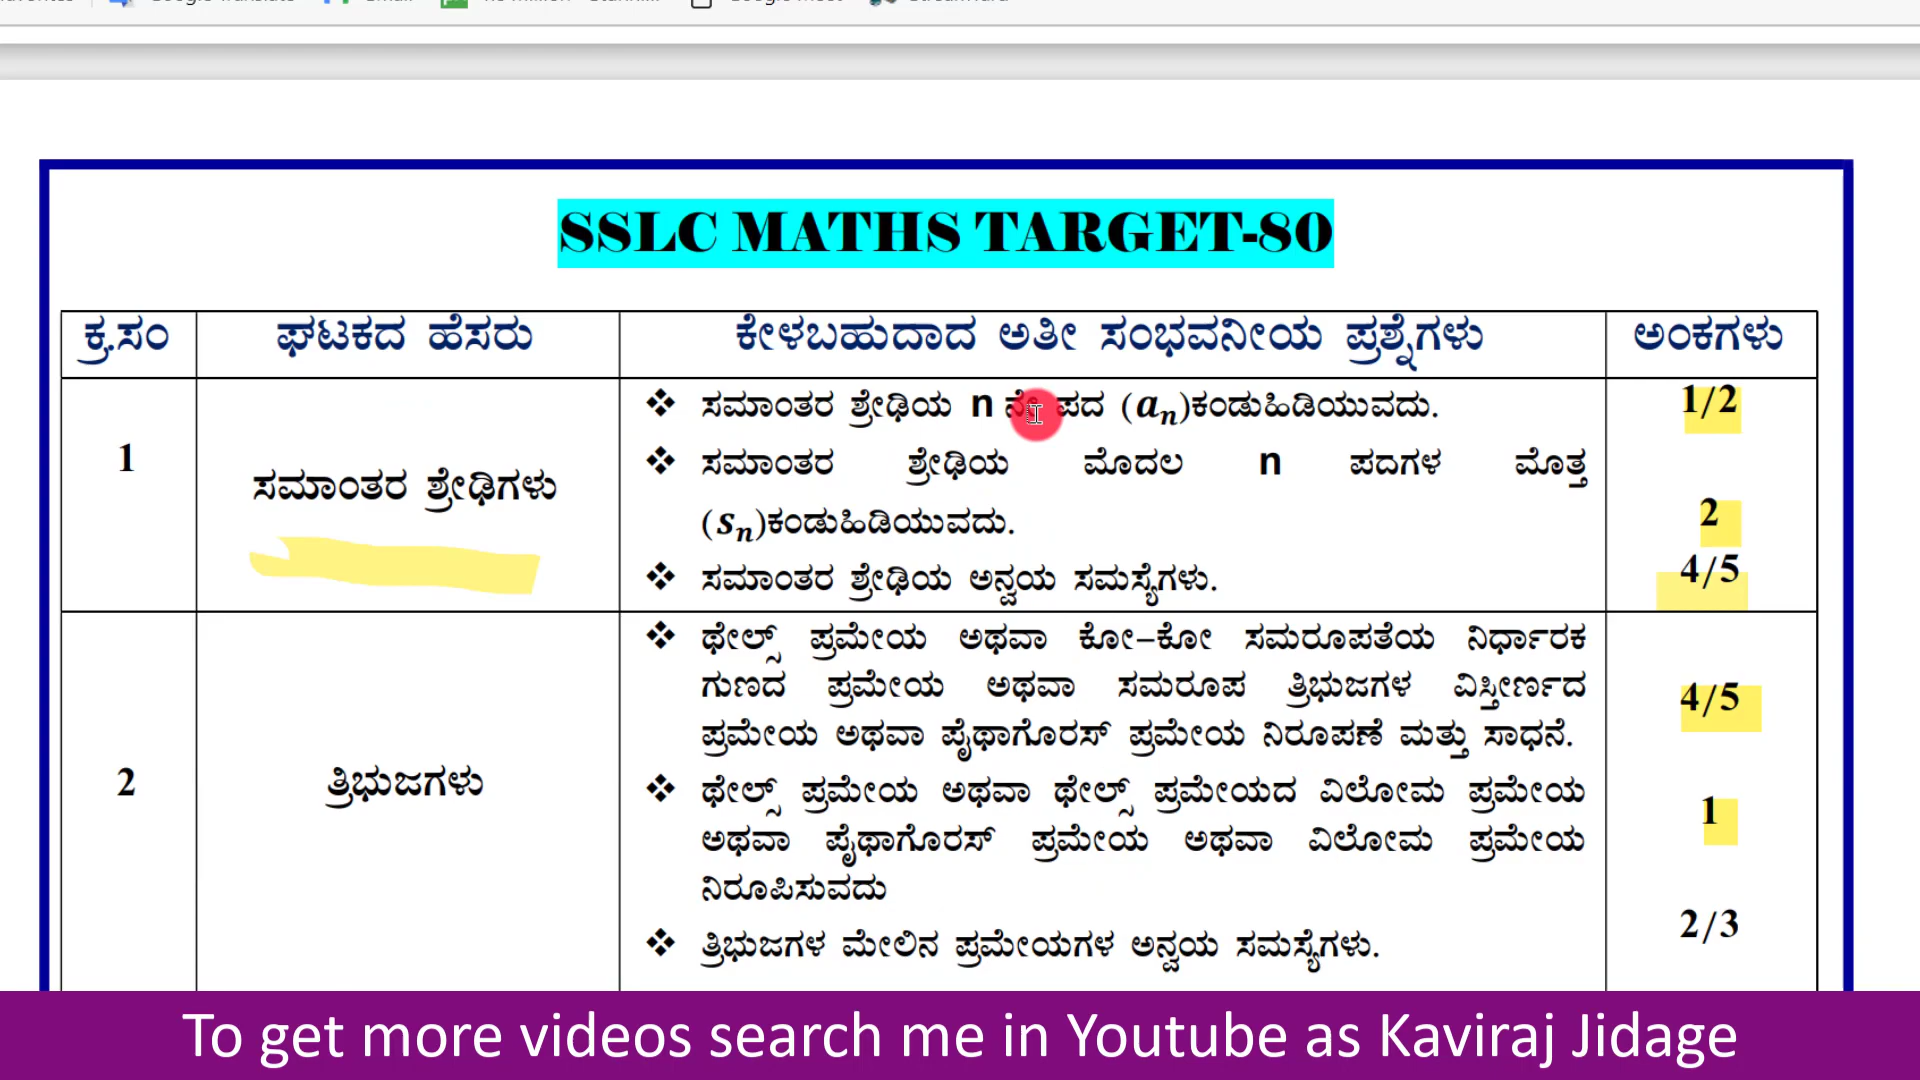 SSLC MATHS TARGET-80
ಕ್ರ.ಸಂ ಘಟಕದ ಹೆಸರು ಕೇಳಬಹುದಾದ ಅತೀ ಸಂಭವನೀಯ ಪ್ರಶ್ನೆಗಳು ಅಂಕಗಳು
1
ಸಮಾಂತರ ಶ್ರೇಢಿಗಳು
❖ ಸಮಾಂತರ ಶ್ರೇಢಿಯ n ನೇ ಪದ (aₙ)ಕಂಡುಹಿಡಿಯುವದು.
1/2
❖ ಸಮಾಂತರ ಶ್ರೇಢಿಯ ಮೊದಲ n ಪದಗಳ ಮೊತ್ತ
(sₙ)ಕಂಡುಹಿಡಿಯುವದು.
2
❖ ಸಮಾಂತರ ಶ್ರೇಢಿಯ ಅನ್ವಯ ಸಮಸ್ಯೆಗಳು.
4/5
2
ತ್ರಿಭುಜಗಳು
❖ ಥೇಲ್ಸ್ ಪ್ರಮೇಯ ಅಥವಾ ಕೋ-ಕೋ ಸಮರೂಪತೆಯ ನಿರ್ಧಾರಕ
ಗುಣದ ಪ್ರಮೇಯ ಅಥವಾ ಸಮರೂಪ ತ್ರಿಭುಜಗಳ ವಿಸ್ತೀರ್ಣದ
ಪ್ರಮೇಯ ಅಥವಾ ಪೈಥಾಗೊರಸ್ ಪ್ರಮೇಯ ನಿರೂಪಣೆ ಮತ್ತು ಸಾಧನೆ.
4/5
❖ ಥೇಲ್ಸ್ ಪ್ರಮೇಯ ಅಥವಾ ಥೇಲ್ಸ್ ಪ್ರಮೇಯದ ವಿಲೋಮ ಪ್ರಮೇಯ
ಅಥವಾ ಪೈಥಾಗೊರಸ್ ಪ್ರಮೇಯ ಅಥವಾ ವಿಲೋಮ ಪ್ರಮೇಯ
ನಿರೂಪಿಸುವದು
1
❖ ತ್ರಿಭುಜಗಳ ಮೇಲಿನ ಪ್ರಮೇಯಗಳ ಅನ್ವಯ ಸಮಸ್ಯೆಗಳು.
2/3
To get more videos search me in Youtube as Kaviraj Jidage